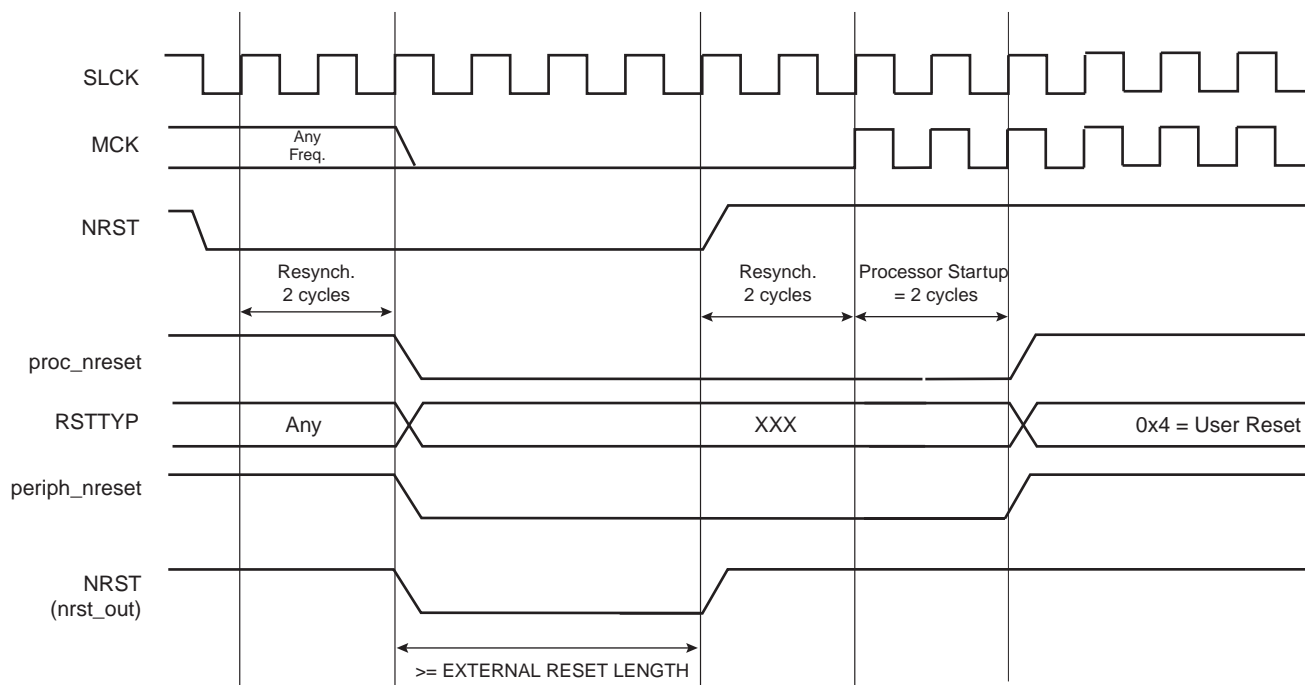 SLCK
MCK
Any
Freq.
NRST
Resynch.
2 cycles
Resynch.
2 cycles
Processor Startup
= 2 cycles
proc_nreset
RSTTYP
Any
XXX
0x4 = User Reset
periph_nreset
NRST
(nrst_out)
>= EXTERNAL RESET LENGTH